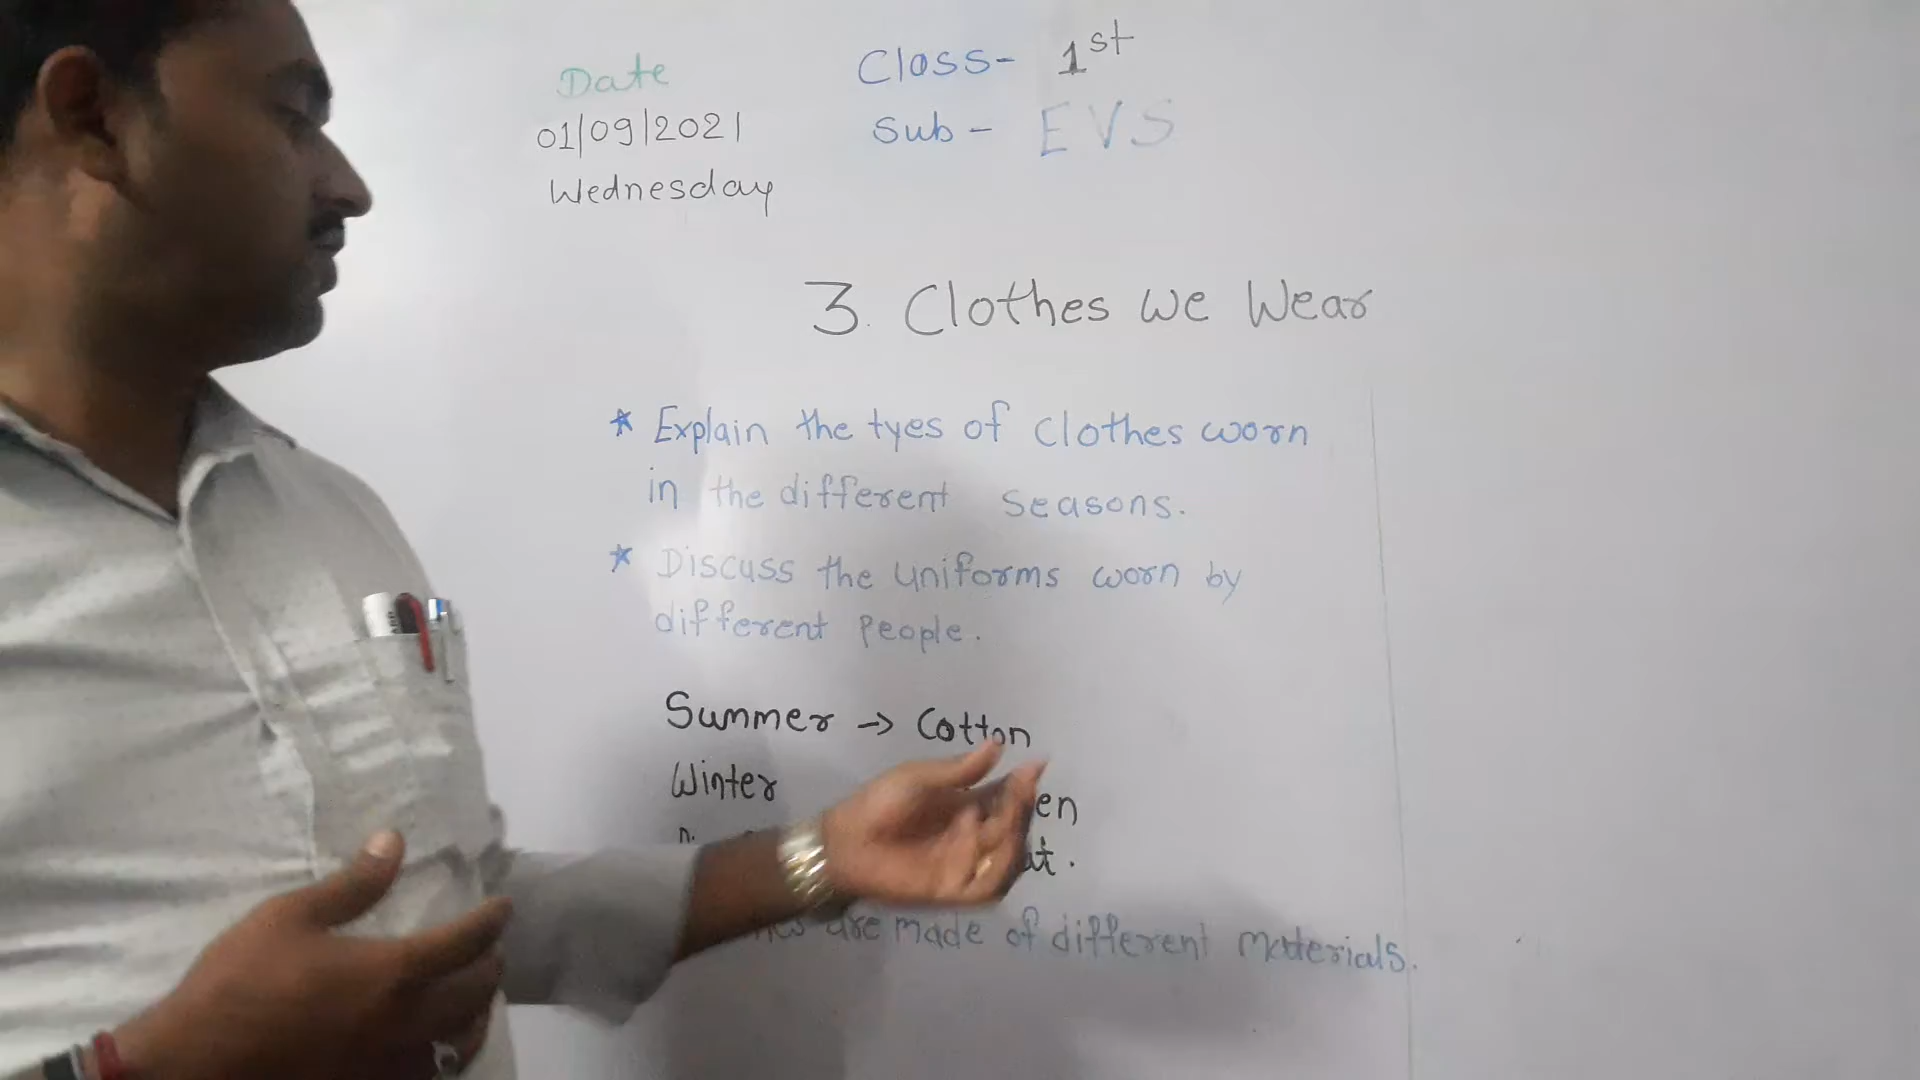 Date
01/09/2021
Wednesday
Class- 1st
Sub- EVS
3. Clothes we Wear
* Explain the tyes of clothes worn
in the different seasons.
* Discuss the uniforms worn by
different people.
Summer → Cotton
Winter
are made of different materials.